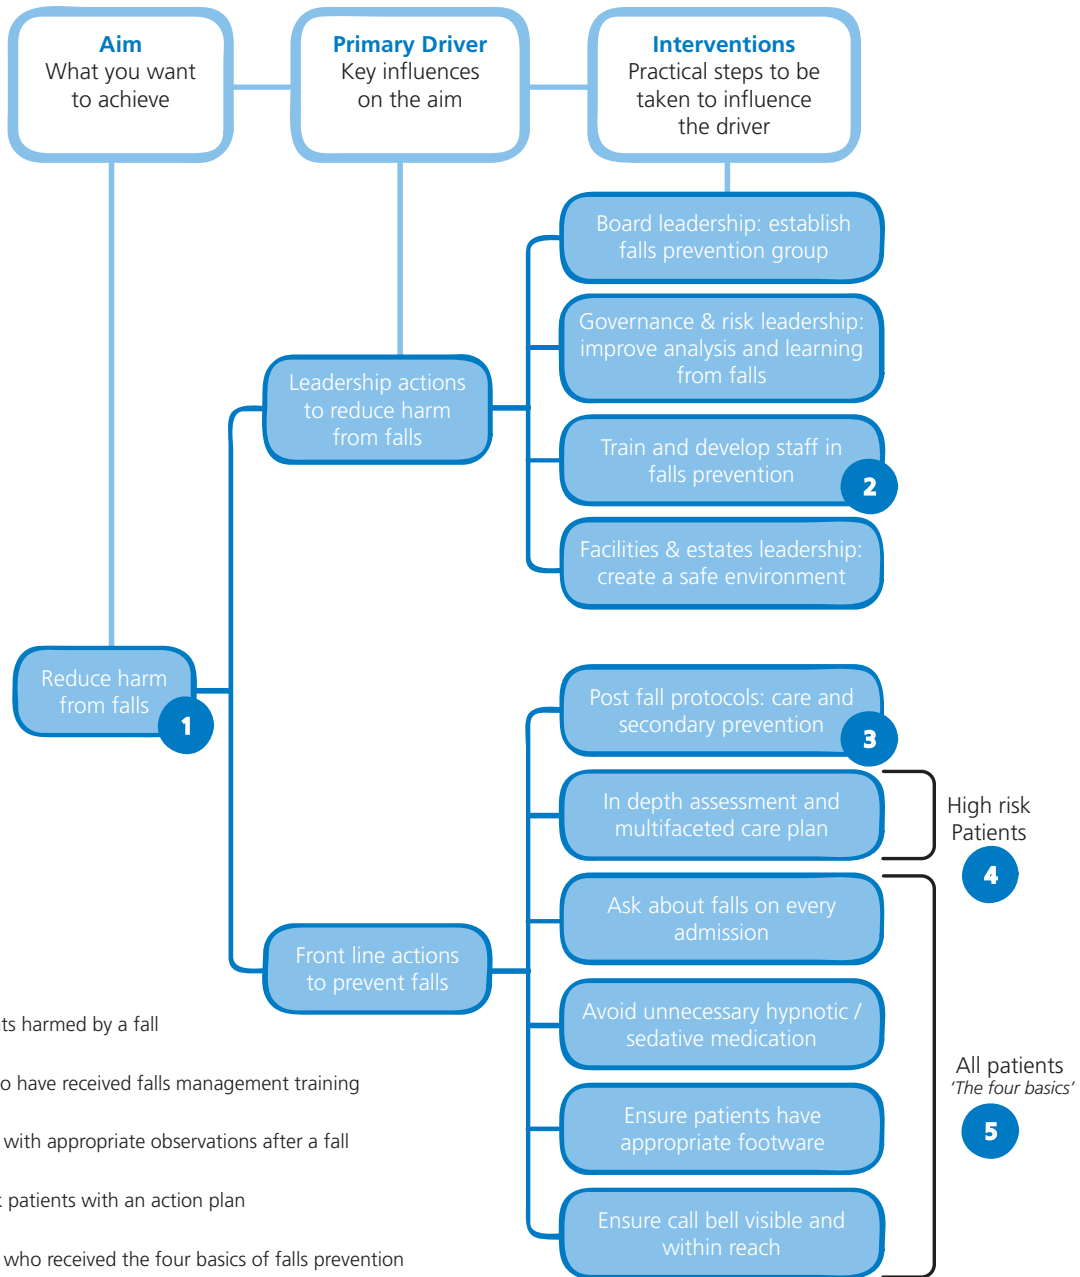 Aim
What you want
to achieve
Primary Driver
Key influences
on the aim
Interventions
Practical steps to be
taken to influence
the driver
Board leadership: establish
falls prevention group
Governance & risk leadership:
improve analysis and learning
from falls
Leadership actions
to reduce harm
from falls
Train and develop staff in
falls prevention
2
Facilities & estates leadership:
create a safe environment
Reduce harm
from falls
1
Post fall protocols: care and
secondary prevention
3
In depth assessment and
multifaceted care plan
High risk
Patients
4
Ask about falls on every
admission
Front line actions
to prevent falls
Avoid unnecessary hypnotic /
sedative medication
Ensure patients have
appropriate footware
Ensure call bell visible and
within reach
All patients
'The four basics'
5
harmed by a fall
have received falls management training
with appropriate observations after a fall
patients with an action plan
who received the four basics of falls prevention